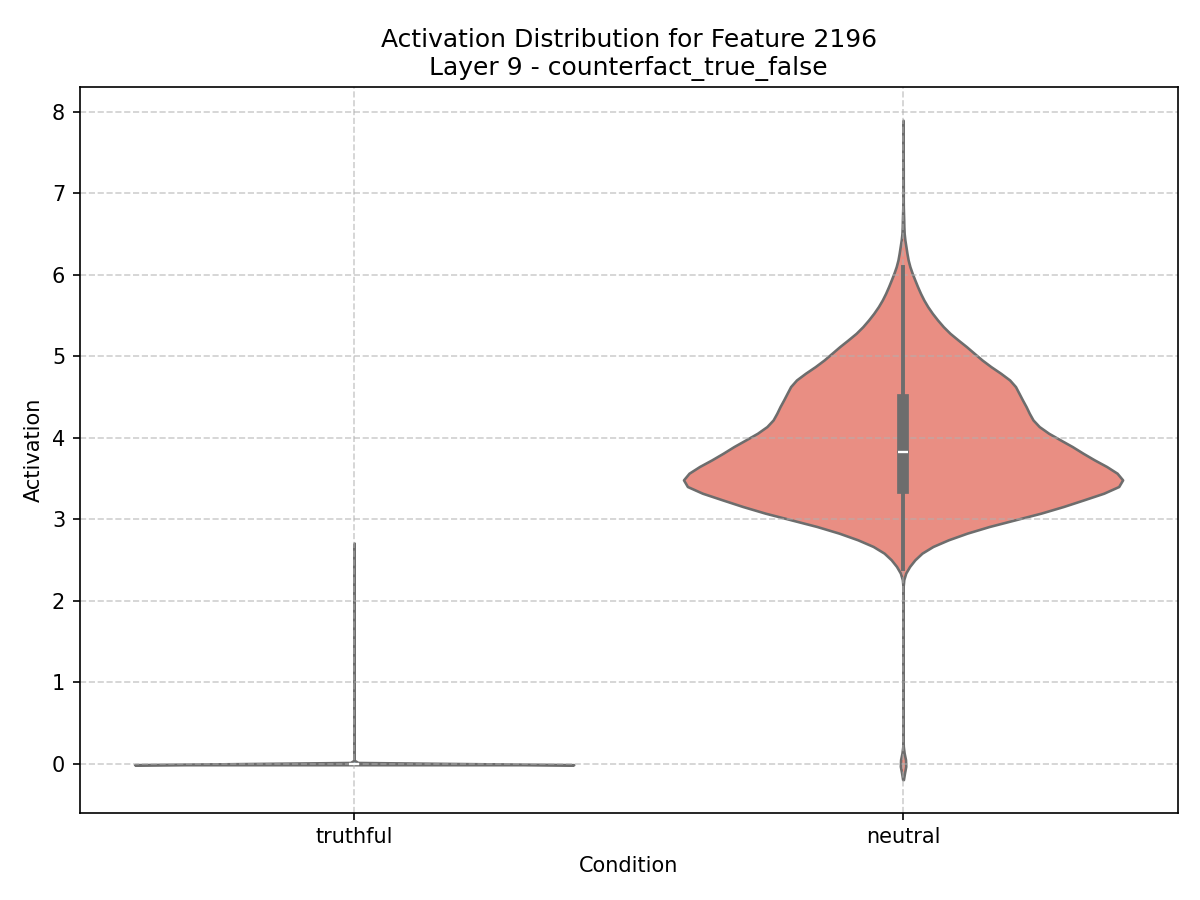 Activation Distribution for Feature 2196
Layer 9 - counterfact_true_false
8
7
6
5
4
3
2
1
0
Activation
truthful
neutral
Condition